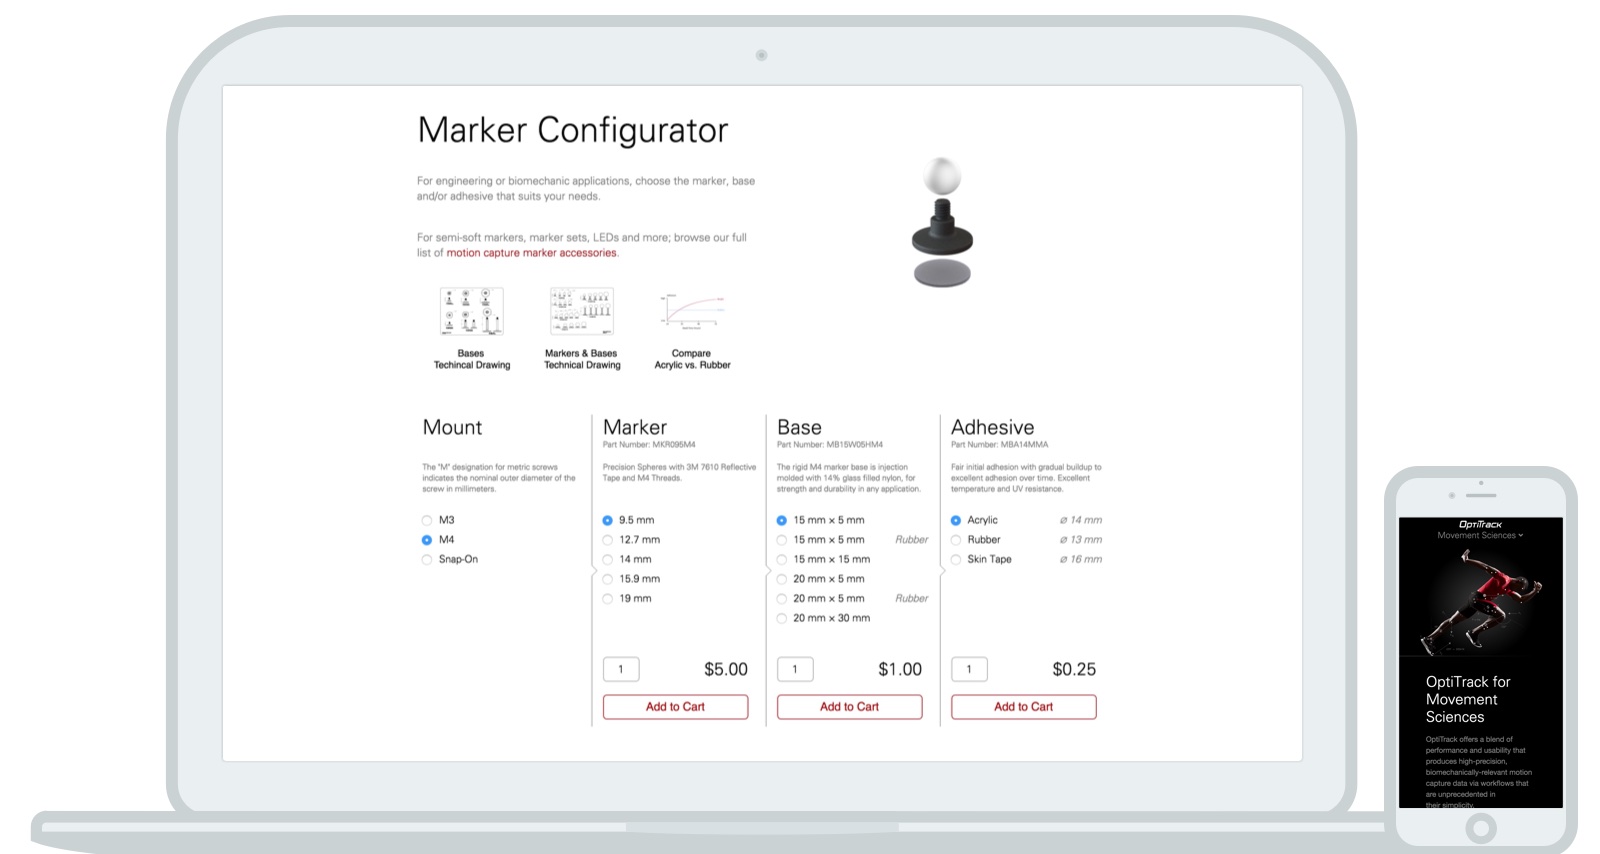 Marker Configurator
For engineering or biomechanic applications, choose the marker, base
and/or adhesive that suits your needs.
For semi-soft markers, marker sets, LEDs and more; browse our full
list of motion capture marker accessories.
Bases
Techincal Drawing
Markers & Bases
Technical Drawing
Compare
Acrylic vs. Rubber
Mount
The "M" designation for metric screws
indicates the nominal outer diameter of the
screw in millimeters.
M3
M4
Snap-On
Marker
Part Number: MKR095M4
Precision Spheres with 3M 7610 Reflective
Tape and M4 Threads.
9.5 mm
12.7 mm
14 mm
15.9 mm
19 mm
1 $5.00
Add to Cart
Base
Part Number: MB15W05HM4
The rigid M4 marker base is injection
molded with 14% glass filled nylon, for
strength and durability in any application.
15 mm × 5 mm
15 mm × 5 mm Rubber
15 mm × 15 mm
20 mm × 5 mm
20 mm × 5 mm Rubber
20 mm × 30 mm
1 $1.00
Add to Cart
Adhesive
Part Number: MBA14MMA
Fair initial adhesion with gradual buildup to
excellent adhesion over time. Excellent
temperature and UV resistance.
Acrylic ⌀ 14 mm
Rubber ⌀ 13 mm
Skin Tape ⌀ 16 mm
1 $0.25
Add to Cart
OptiTrack
Movement Sciences
OptiTrack for
Movement
Sciences
OptiTrack offers a blend of
performance and usability that
produces high-precision,
biomechanically-relevant motion
capture data via workflows that
are unprecedented in
their simplicity.